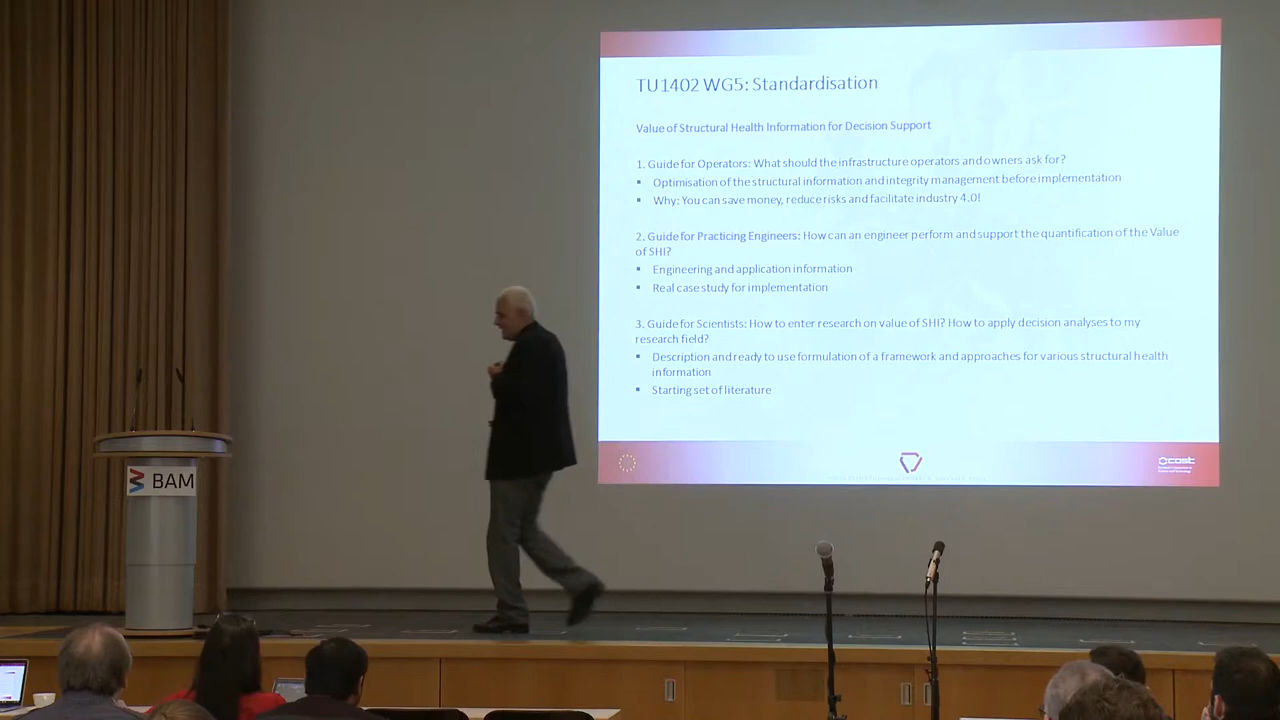 TU1402 WG5: Standardisation
Value of Structural Health Information for Decision Support
1. Guide for Operators: What should the infrastructure operators and owners ask for?
▪ Optimisation of the structural information and integrity management before implementation
▪ Why: You can save money, reduce risks and facilitate industry 4.0!
2. Guide for Practicing Engineers: How can an engineer perform and support the quantification of the Value
of SHI?
▪ Engineering and application information
▪ Real case study for implementation
3. Guide for Scientists: How to enter research on value of SHI? How to apply decision analyses to my
research field?
▪ Description and ready to use formulation of a framework and approaches for various structural health
information
▪ Starting set of literature
cost
BAM